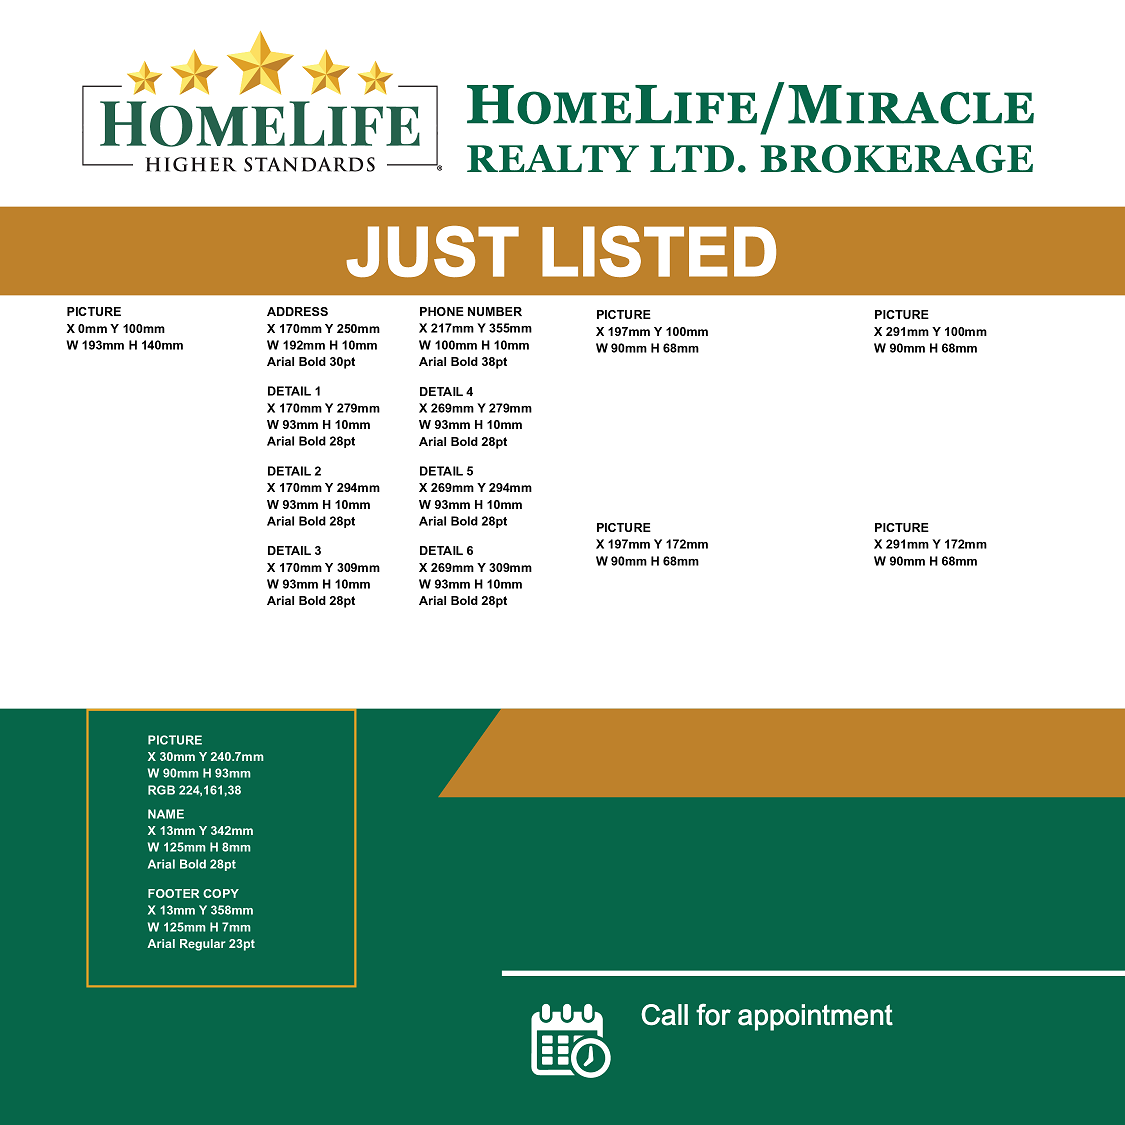 HOMELIFE
HIGHER STANDARDS
®
HOMELIFE/MIRACLE
REALTY LTD. BROKERAGE
JUST LISTED
PICTURE
X 0mm Y 100mm
W 193mm H 140mm
ADDRESS
X 170mm Y 250mm
W 192mm H 10mm
Arial Bold 30pt
DETAIL 1
X 170mm Y 279mm
W 93mm H 10mm
Arial Bold 28pt
DETAIL 2
X 170mm Y 294mm
W 93mm H 10mm
Arial Bold 28pt
DETAIL 3
X 170mm Y 309mm
W 93mm H 10mm
Arial Bold 28pt
PHONE NUMBER
X 217mm Y 355mm
W 100mm H 10mm
Arial Bold 38pt
DETAIL 4
X 269mm Y 279mm
W 93mm H 10mm
Arial Bold 28pt
DETAIL 5
X 269mm Y 294mm
W 93mm H 10mm
Arial Bold 28pt
DETAIL 6
X 269mm Y 309mm
W 93mm H 10mm
Arial Bold 28pt
PICTURE
X 197mm Y 100mm
W 90mm H 68mm
PICTURE
X 291mm Y 100mm
W 90mm H 68mm
PICTURE
X 197mm Y 172mm
W 90mm H 68mm
PICTURE
X 291mm Y 172mm
W 90mm H 68mm
PICTURE
X 30mm Y 240.7mm
W 90mm H 93mm
RGB 224,161,38
NAME
X 13mm Y 342mm
W 125mm H 8mm
Arial Bold 28pt
FOOTER COPY
X 13mm Y 358mm
W 125mm H 7mm
Arial Regular 23pt
Call for appointment